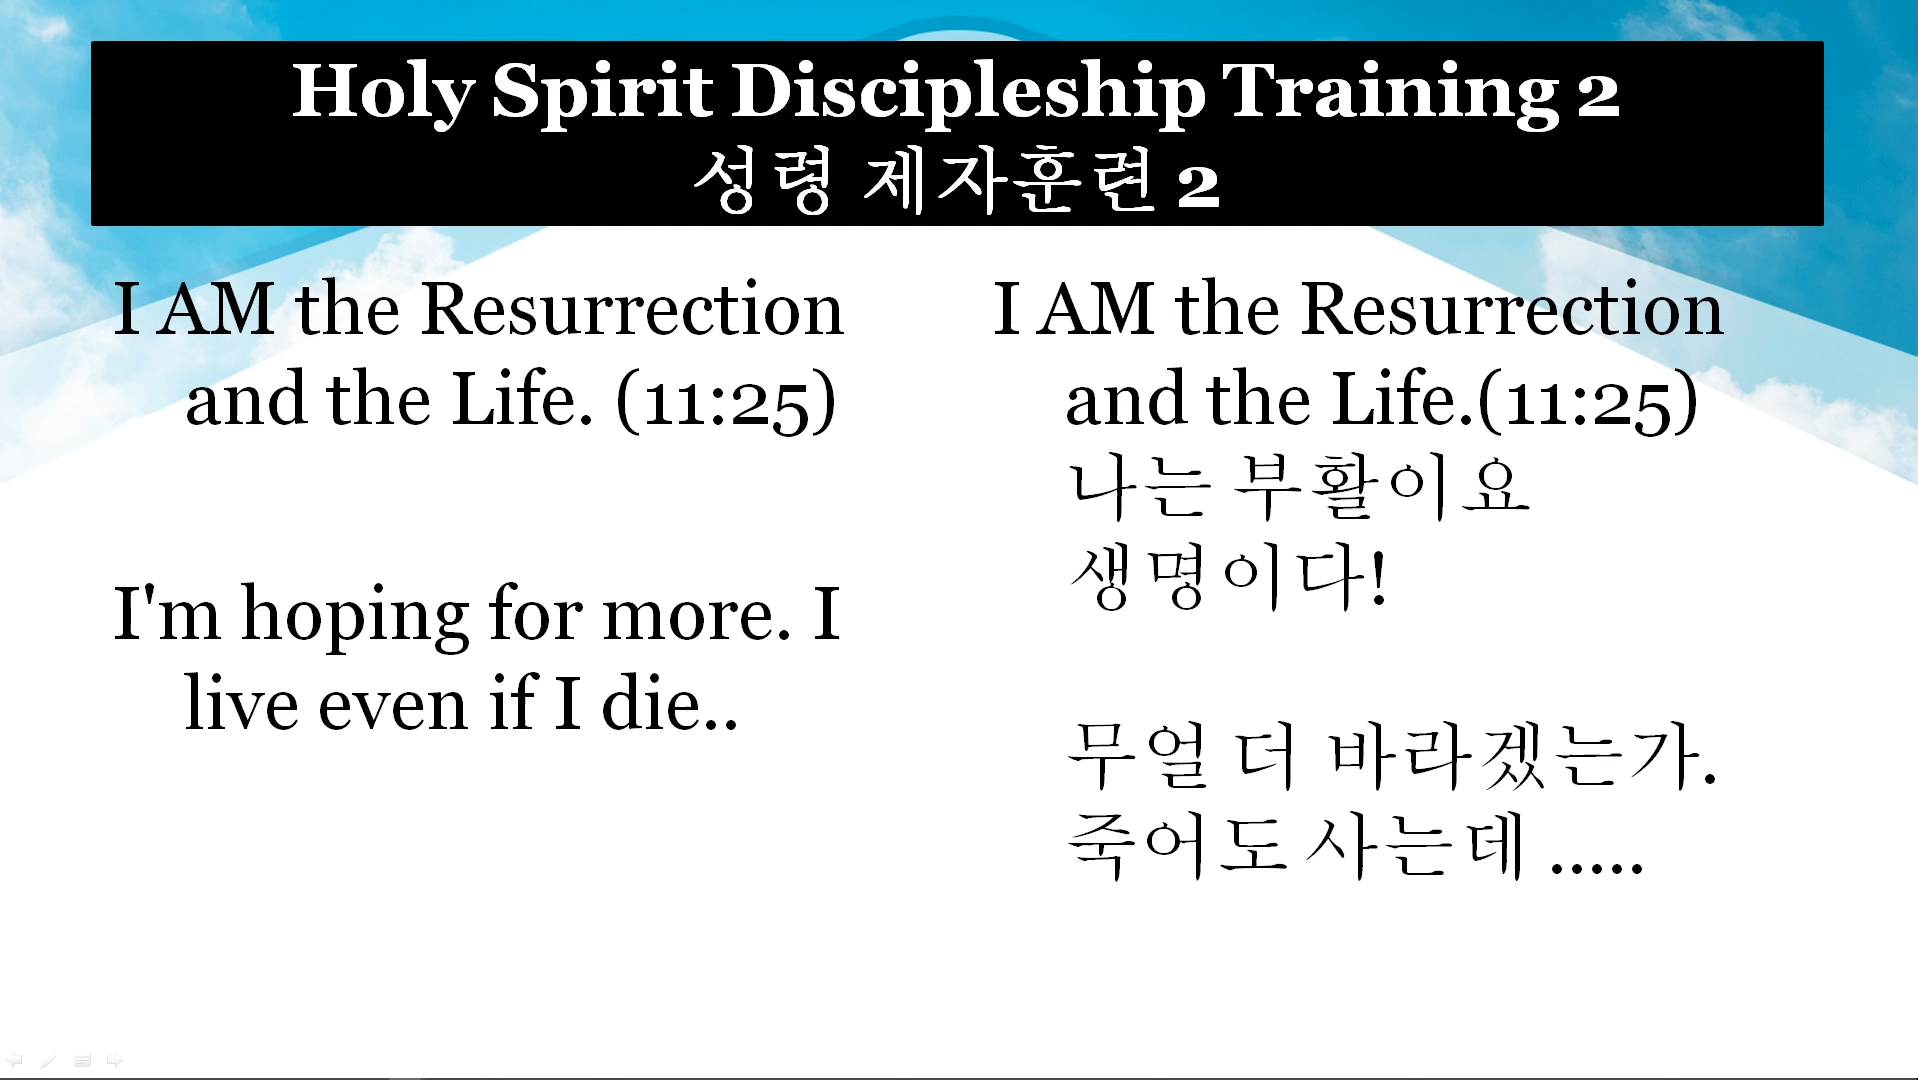 Holy Spirit Discipleship Training 2
성령 제자훈련 2
I AM the Resurrection
and the Life. (11:25)
I'm hoping for more. I
live even if I die..
I AM the Resurrection
and the Life.(11:25)
나는 부활이요
생명이다!
무얼 더 바라겠는가.
죽어도 사는데 .....